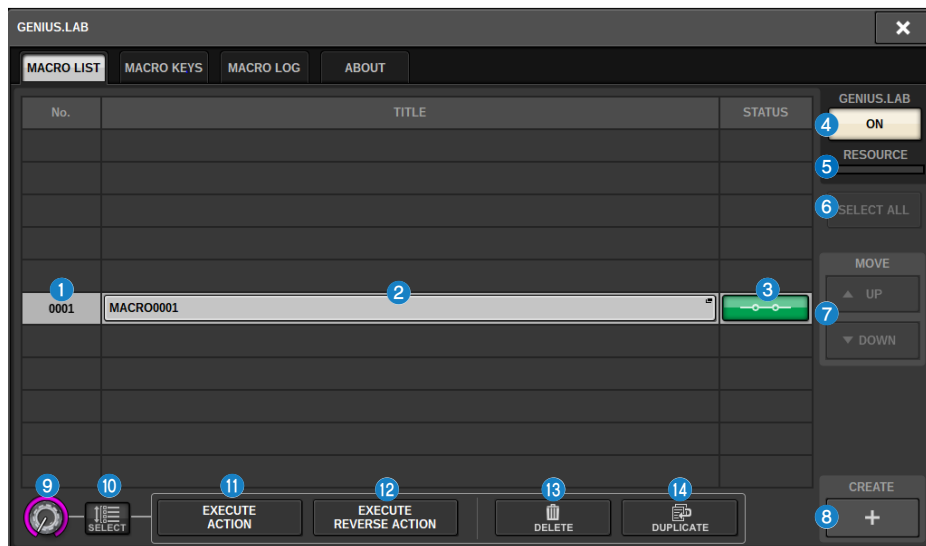 GENIUS.LAB
MACRO LIST MACRO KEYS MACRO LOG ABOUT
No. TITLE STATUS
GENIUS.LAB
4 ON
RESOURCE
5
6 SELECT ALL
MOVE
1 2 3
UP
0001 MACRO0001
7
DOWN
9 10 11 12 13 14
CREATE
SELECT
EXECUTE
ACTION
EXECUTE
REVERSE ACTION
DELETE
DUPLICATE
8 +